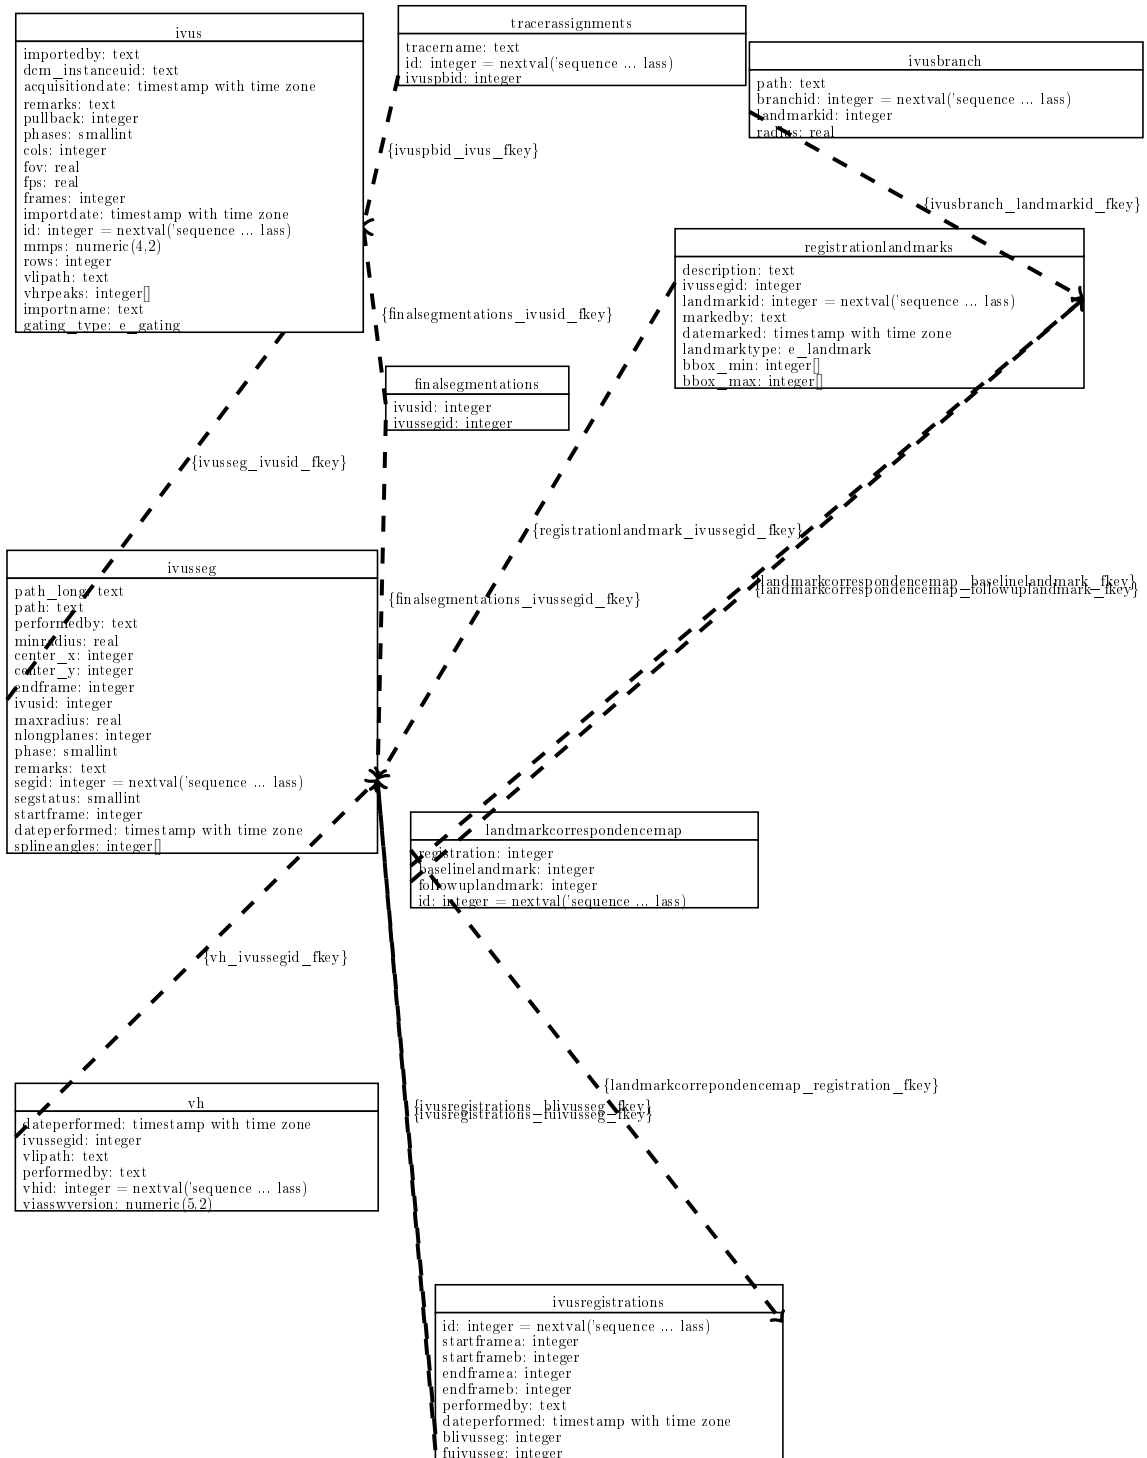 ivus
importedby: text
dcm_instanceuid: text
acquisitiondate: timestamp with time zone
remarks: text
pullback: integer
phases: smallint
cols: integer
fov: real
fps: real
frames: integer
importdate: timestamp with time zone
id: integer = nextval('sequence ... lass)
mmps: numeric(4,2)
rows: integer
vlipath: text
vhrpeaks: integer[]
importname: text
gating_type: e_gating
tracerassignments
tracername: text
id: integer = nextval('sequence ... lass)
ivuspbid: integer
ivusbranch
path: text
branchid: integer = nextval('sequence ... lass)
landmarkid: integer
radius: real
{ivuspbid_ivus_fkey}
{ivusbranch_landmarkid_fkey}
registrationlandmarks
description: text
ivussegid: integer
landmarkid: integer = nextval('sequence ... lass)
markedby: text
datemarked: timestamp with time zone
landmarktype: e_landmark
bbox_min: integer[]
bbox_max: integer[]
{finalsegmentations_ivusid_fkey}
finalsegmentations
ivusid: integer
ivussegid: integer
{ivusseg_ivusid_fkey}
{registrationlandmark_ivussegid_fkey}
{finalsegmentations_ivussegid_fkey}
{landmarkcorrespondencemap_baselinelandmark_fkey}
{landmarkcorrespondencemap_followuplandmark_fkey}
ivusseg
path_long: text
path: text
performedby: text
minradius: real
center_x: integer
center_y: integer
endframe: integer
ivusid: integer
maxradius: real
nlongplanes: integer
phase: smallint
remarks: text
segid: integer = nextval('sequence ... lass)
segstatus: smallint
startframe: integer
dateperformed: timestamp with time zone
splineangles: integer[]
landmarkcorrespondencemap
registration: integer
baselinelandmark: integer
followuplandmark: integer
id: integer = nextval('sequence ... lass)
{vh_ivussegid_fkey}
{landmarkcorrepondencemap_registration_fkey}
{ivusregistrations_blivusseg_fkey}
{ivusregistrations_fuivusseg_fkey}
vh
dateperformed: timestamp with time zone
ivussegid: integer
vlipath: text
performedby: text
vhid: integer = nextval('sequence ... lass)
viasswversion: numeric(5,2)
ivusregistrations
id: integer = nextval('sequence ... lass)
startframea: integer
startframeb: integer
endframea: integer
endframeb: integer
performedby: text
dateperformed: timestamp with time zone
blivusseg: integer
fuivusseg: integer